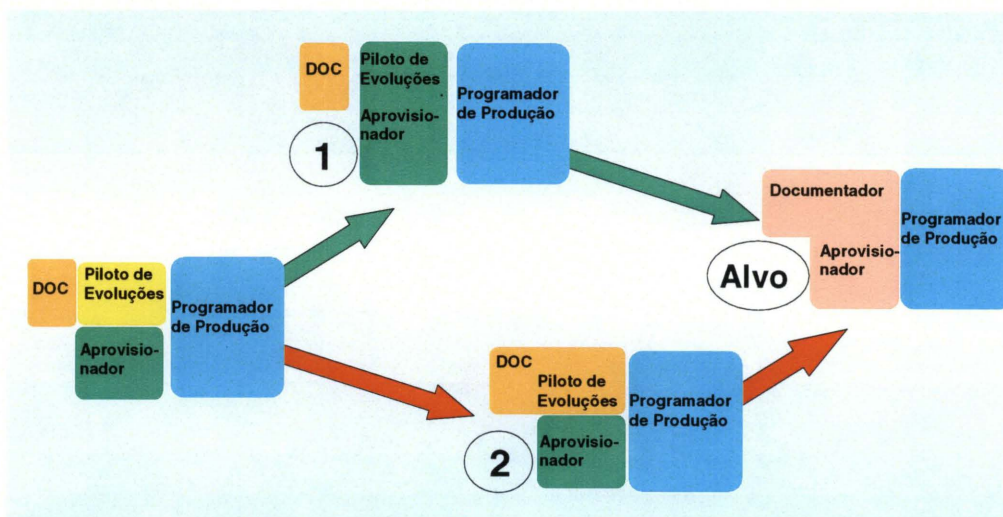 DOC
Piloto de
Evoluções
Aprovisio-
nador
Programador
de Produção
1
Documentador
Aprovisio-
nador
Programador
de Produção
Alvo
DOC
Piloto de
Evoluções
Aprovisio-
nador
Programador
de Produção
DOC
Piloto de
Evoluções
Aprovisio-
nador
Programador
de Produção
2